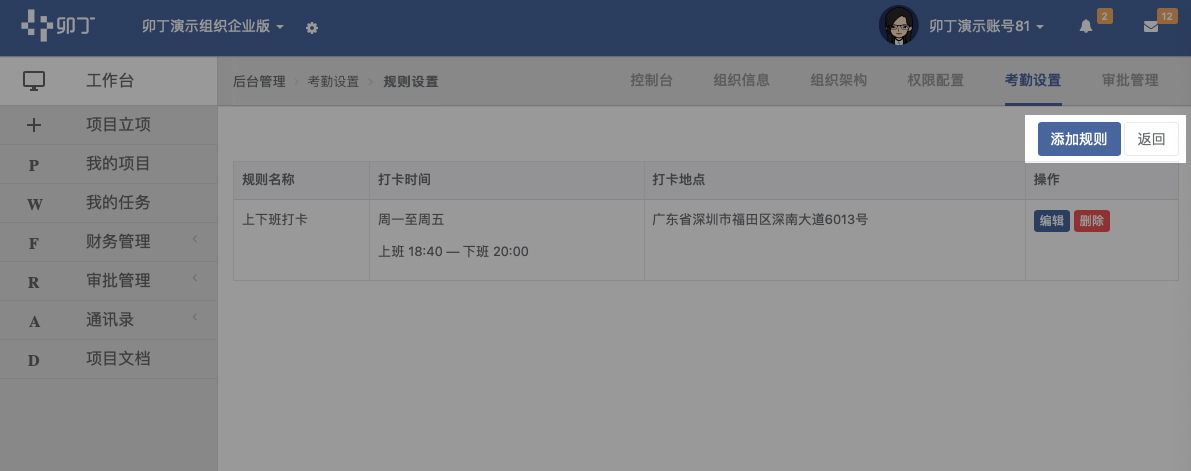 卯丁 卯丁演示组织企业版 卯丁演示账号81 2 12
工作台 后台管理 > 考勤设置 > 规则设置 控制台 组织信息 组织架构 权限配置 考勤设置 审批管理
项目立项
P 我的项目
W 我的任务
F 财务管理
R 审批管理
A 通讯录
D 项目文档
添加规则 返回
规则名称 打卡时间 打卡地点 操作
上下班打卡 周一至周五 广东省深圳市福田区深南大道6013号 编辑 删除
上班 18:40 — 下班 20:00